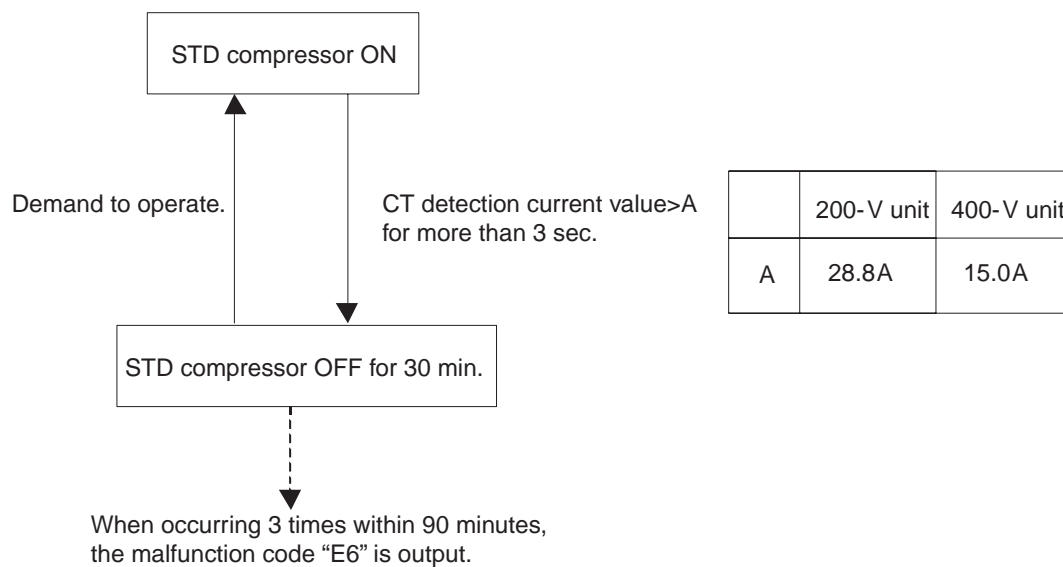 STD compressor ON
Demand to operate.
CT detection current value>A
for more than 3 sec.
200-V unit 400-V unit
A 28.8A 15.0A
STD compressor OFF for 30 min.
When occurring 3 times within 90 minutes,
the malfunction code “E6” is output.